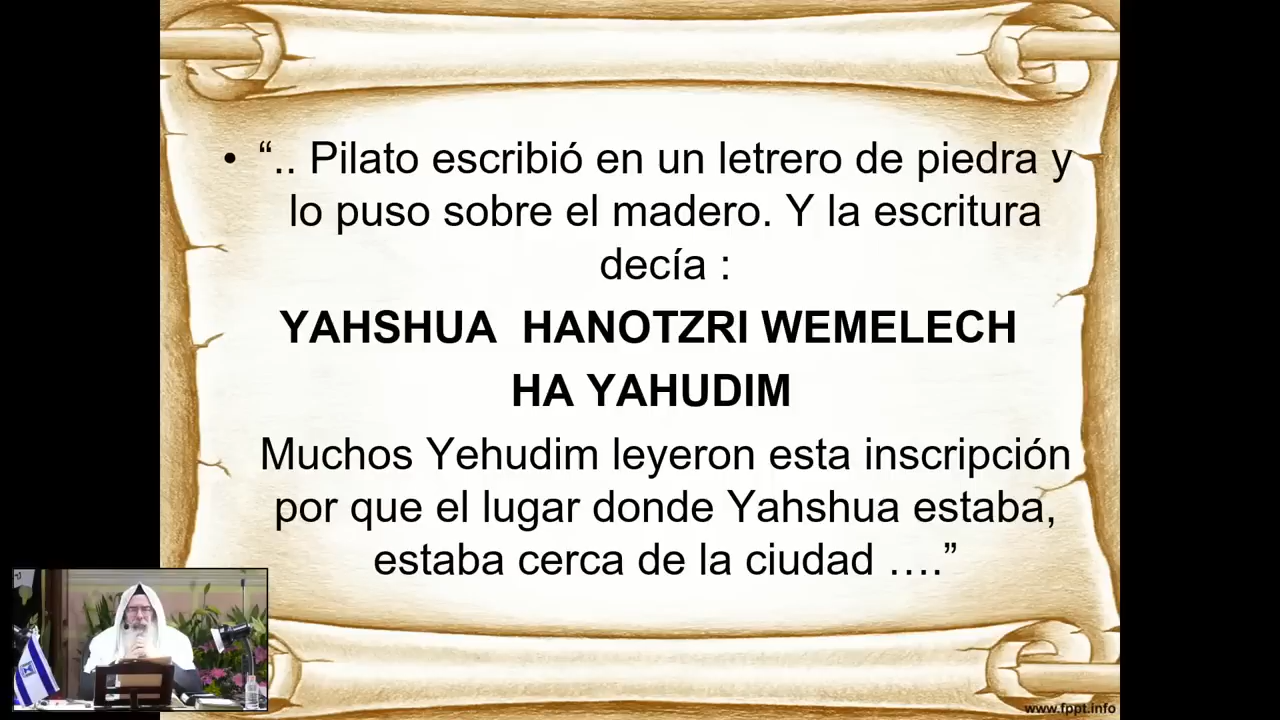 • “.. Pilato escribió en un letrero de piedra y
lo puso sobre el madero. Y la escritura
decía :
YAHSHUA HANOTZRI WEMELECH
HA YAHUDIM
Muchos Yehudim leyeron esta inscripción
por que el lugar donde Yahshua estaba,
estaba cerca de la ciudad ….”
www.fppt.info